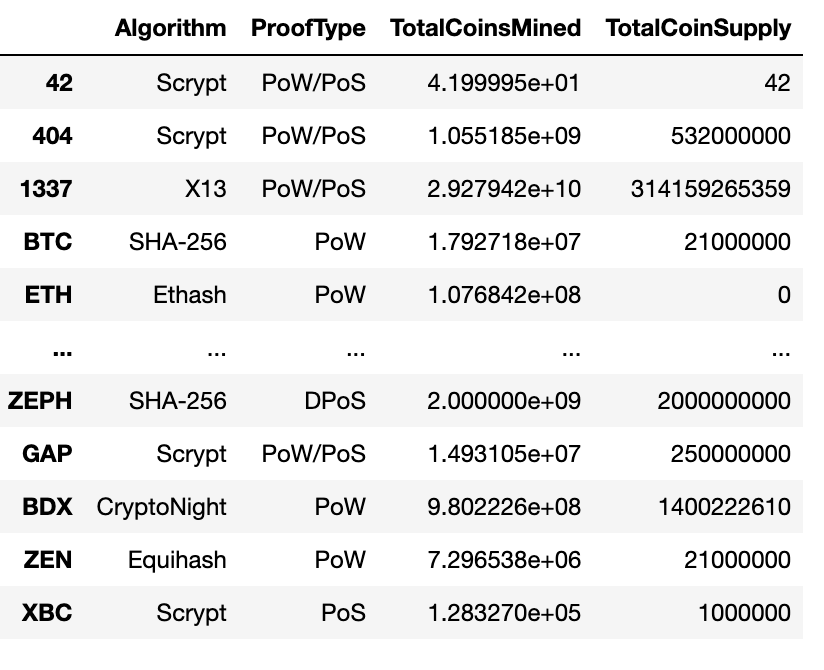 Algorithm ProofType TotalCoinsMined TotalCoinSupply
42 Scrypt PoW/PoS 4.199995e+01 42
404 Scrypt PoW/PoS 1.055185e+09 532000000
1337 X13 PoW/PoS 2.927942e+10 314159265359
BTC SHA-256 PoW 1.792718e+07 21000000
ETH Ethash PoW 1.076842e+08 0
... ... ... ... ...
ZEPH SHA-256 DPoS 2.000000e+09 2000000000
GAP Scrypt PoW/PoS 1.493105e+07 250000000
BDX CryptoNight PoW 9.802226e+08 1400222610
ZEN Equihash PoW 7.296538e+06 21000000
XBC Scrypt PoS 1.283270e+05 1000000